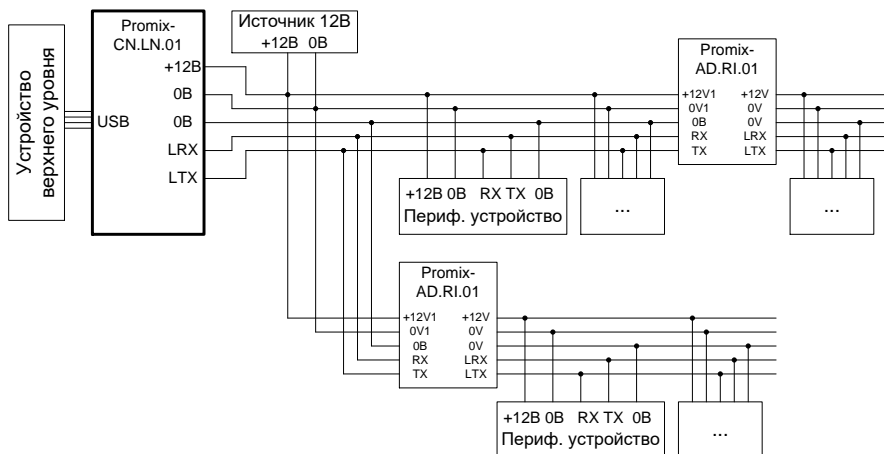 Устройство
верхнего уровня
Promix-
CN.LN.01
+12В
0В
USB
0В
LRX
LTX
Источник 12В
+12В 0В
Promix-
AD.RI.01
+12V1 +12V
0V1 0V
0В 0V
RX LRX
TX LTX
+12В 0В RX TX 0В
Периф. устройство
...
...
Promix-
AD.RI.01
+12V1 +12V
0V1 0V
0В 0V
RX LRX
TX LTX
+12В 0В RX TX 0В
Периф. устройство
...